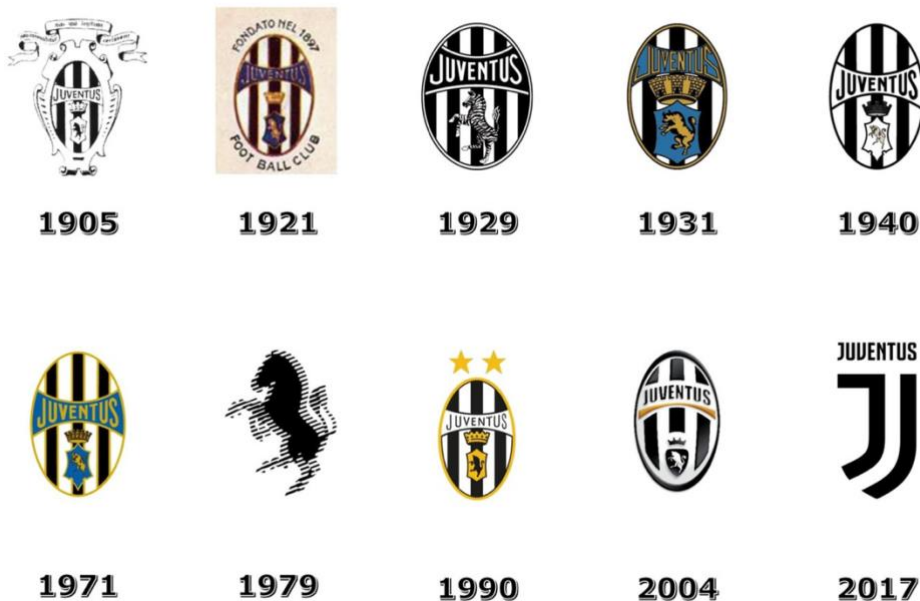 JUVENTUS
FONDATO NEL 1897
JUVENTUS
FOOT BALL CLUB
JUVENTUS
JUVENTUS
JUVENTUS
1905
1921
1929
1931
1940
JUVENTUS
JUVENTUS
JUVENTUS
JUVENTUS
1971
1979
1990
2004
2017